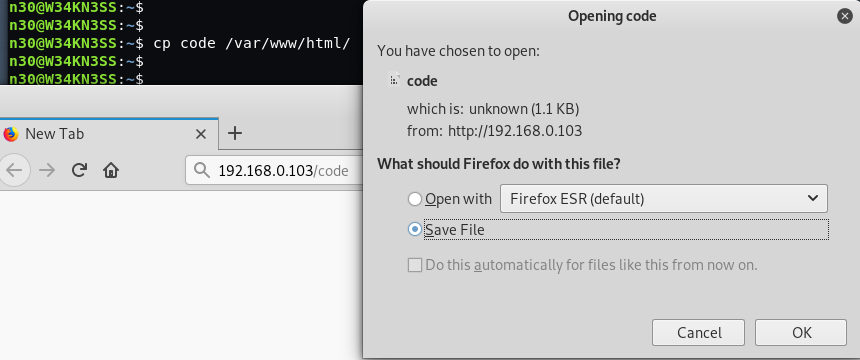 n30@W34KN3SS:~$
n30@W34KN3SS:~$
n30@W34KN3SS:~$ cp code /var/www/html/
n30@W34KN3SS:~$
n30@W34KN3SS:~$
New Tab
192.168.0.103/code
Opening code
You have chosen to open:
code
which is: unknown (1.1 KB)
from: http://192.168.0.103
What should Firefox do with this file?
Open with Firefox ESR (default)
Save File
Do this automatically for files like this from now on.
Cancel OK